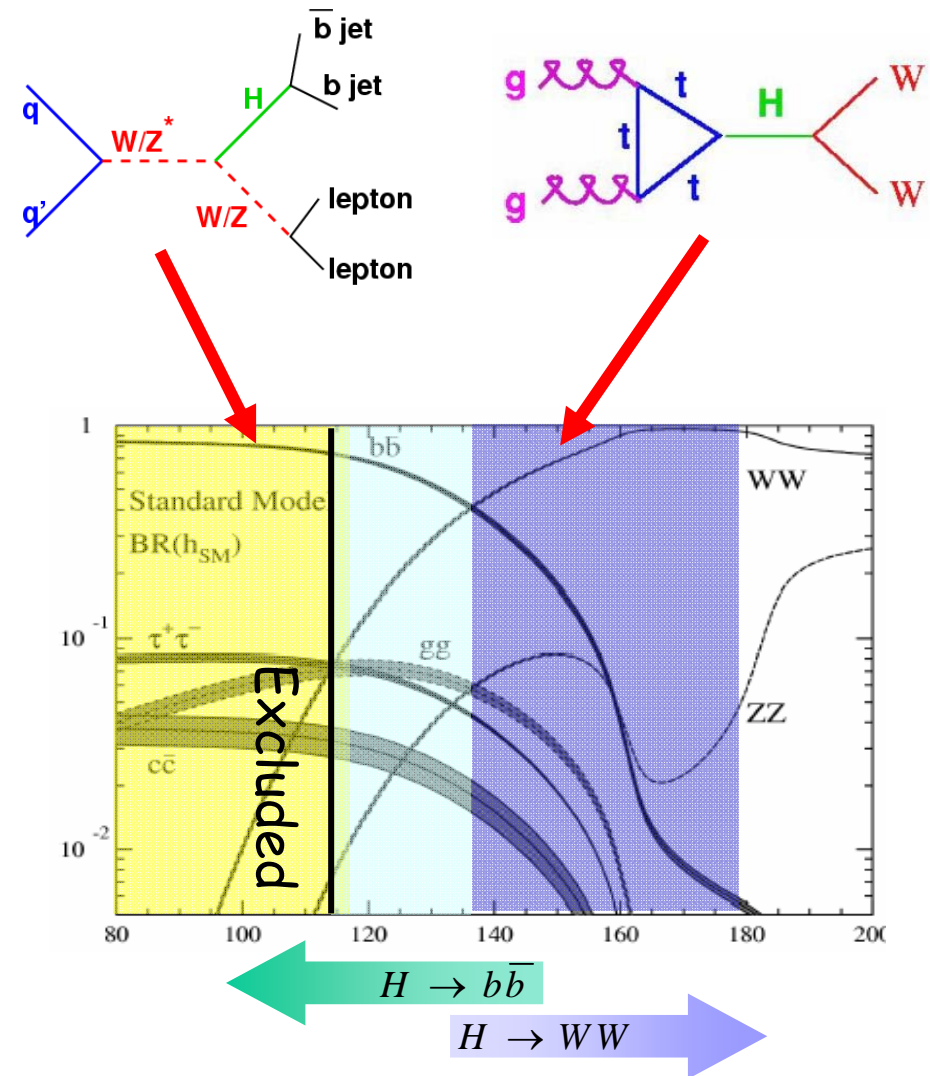 b̅ jet
b jet
q
H
W/Z*
q'
W/Z
lepton
lepton
g
t
t
H
W
g
t
W
1
bb̅
WW
Standard Mode
BR(hSM)
10 -1
τ+τ−
gg
Excluded
ZZ
cc̅
10 -2
80
100
120
140
160
180
200
H → bb̅
H → WW